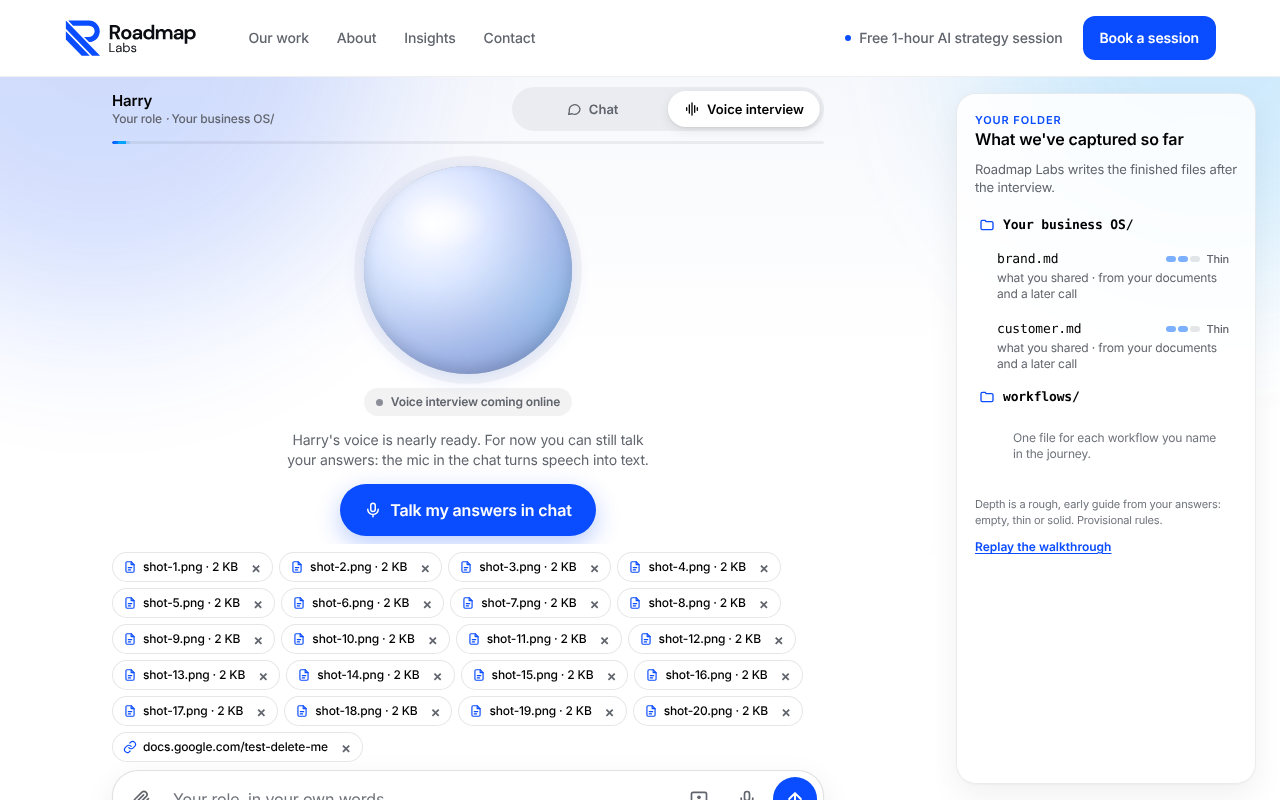 Roadmap
Labs
Our work
About
Insights
Contact
Free 1-hour AI strategy session
Book a session
Harry
Your role · Your business OS/
Chat
Voice interview
Voice interview coming online
Harry's voice is nearly ready. For now you can still talk
your answers: the mic in the chat turns speech into text.
Talk my answers in chat
shot-1.png · 2 KB ×
shot-2.png · 2 KB ×
shot-3.png · 2 KB ×
shot-4.png · 2 KB ×
shot-5.png · 2 KB ×
shot-6.png · 2 KB ×
shot-7.png · 2 KB ×
shot-8.png · 2 KB ×
shot-9.png · 2 KB ×
shot-10.png · 2 KB ×
shot-11.png · 2 KB ×
shot-12.png · 2 KB ×
shot-13.png · 2 KB ×
shot-14.png · 2 KB ×
shot-15.png · 2 KB ×
shot-16.png · 2 KB ×
shot-17.png · 2 KB ×
shot-18.png · 2 KB ×
shot-19.png · 2 KB ×
shot-20.png · 2 KB ×
docs.google.com/test-delete-me ×
Your role, in your own words
YOUR FOLDER
What we've captured so far
Roadmap Labs writes the finished files after
the interview.
Your business OS/
brand.md
Thin
what you shared · from your documents
and a later call
customer.md
Thin
what you shared · from your documents
and a later call
workflows/
One file for each workflow you name
in the journey.
Depth is a rough, early guide from your answers:
empty, thin or solid. Provisional rules.
Replay the walkthrough